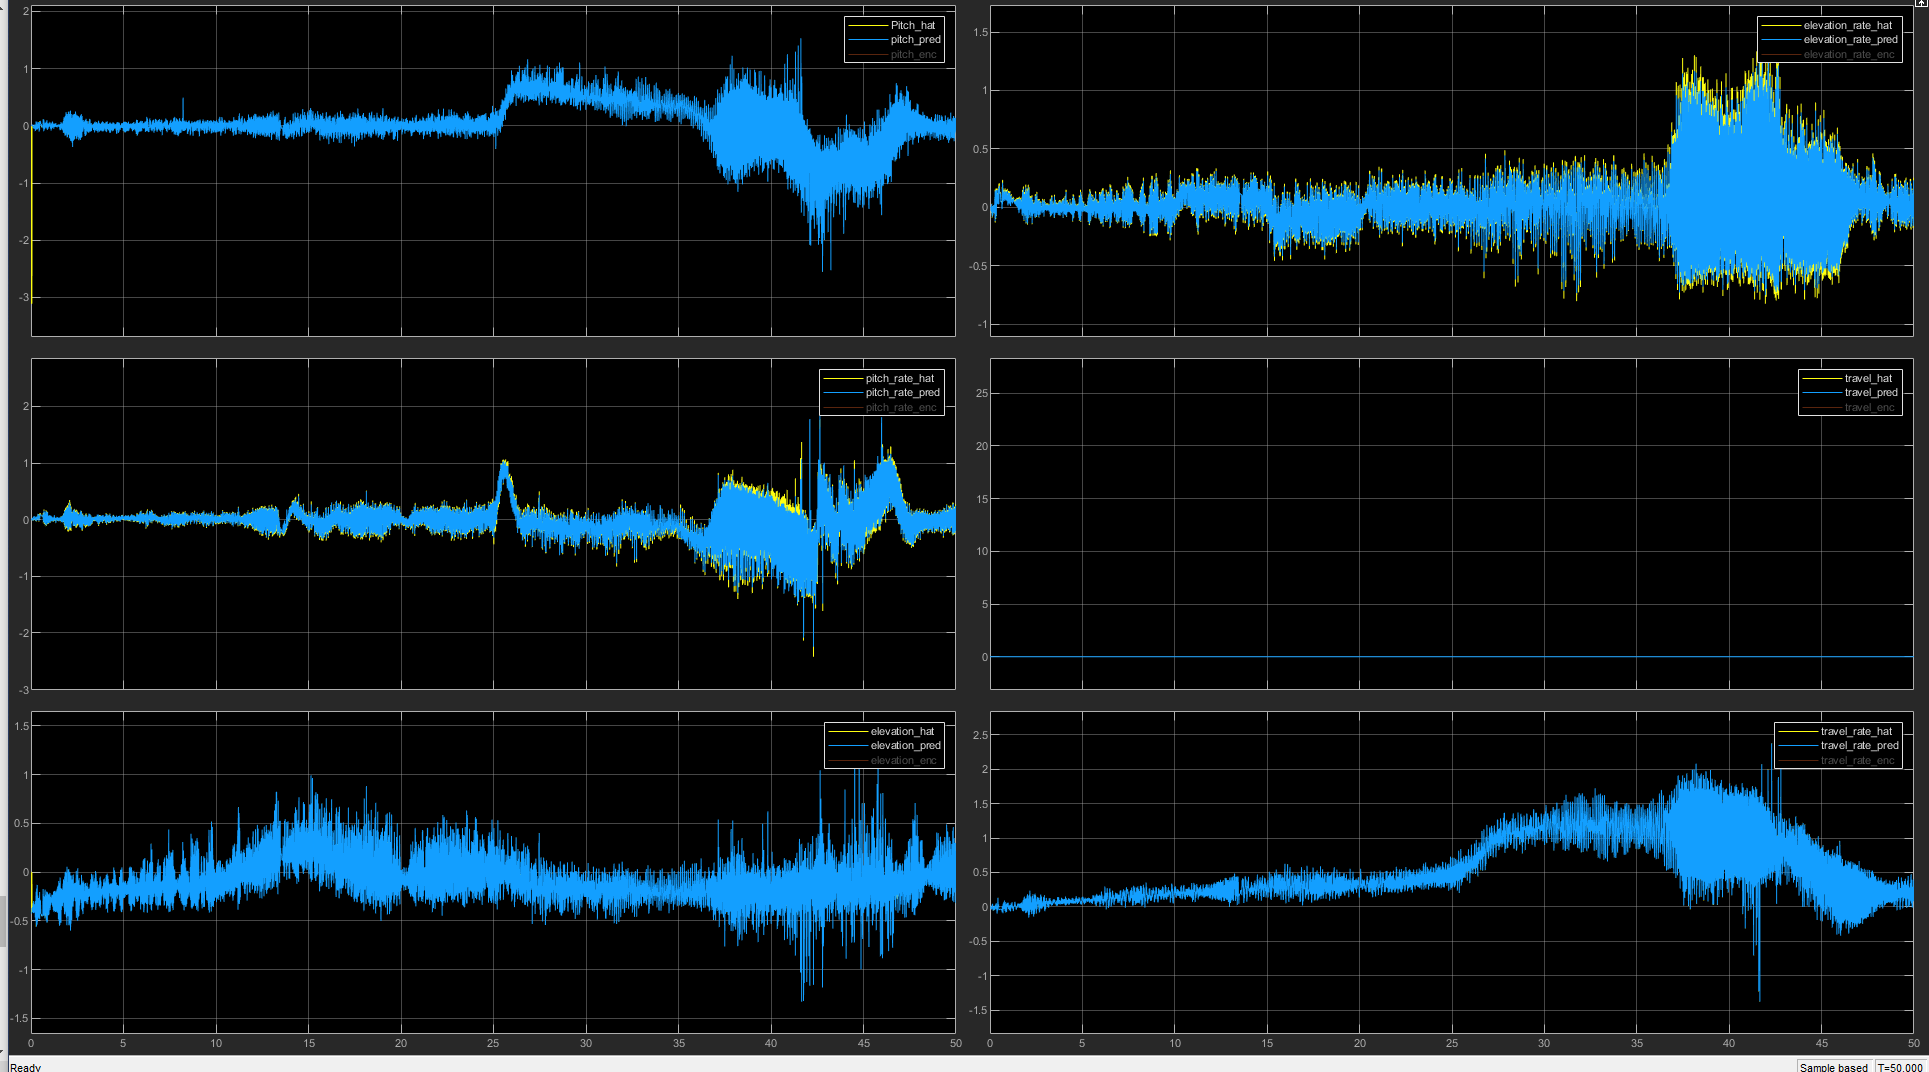 2
1
0
-1
-2
-3
Pitch_hat
pitch_pred
pitch_enc
1.5
1
0.5
0
-0.5
-1
elevation_rate_hat
elevation_rate_pred
elevation_rate_enc
2
1
0
-1
-2
-3
pitch_rate_hat
pitch_rate_pred
pitch_rate_enc
25
20
15
10
5
0
travel_hat
travel_pred
travel_enc
1.5
1
0.5
0
-0.5
-1
-1.5
elevation_hat
elevation_pred
elevation_enc
0 5 10 15 20 25 30 35 40 45 50
2.5
2
1.5
1
0.5
0
-0.5
-1
-1.5
travel_rate_hat
travel_rate_pred
travel_rate_enc
0 5 10 15 20 25 30 35 40 45 50
Ready
Sample based T=50.000